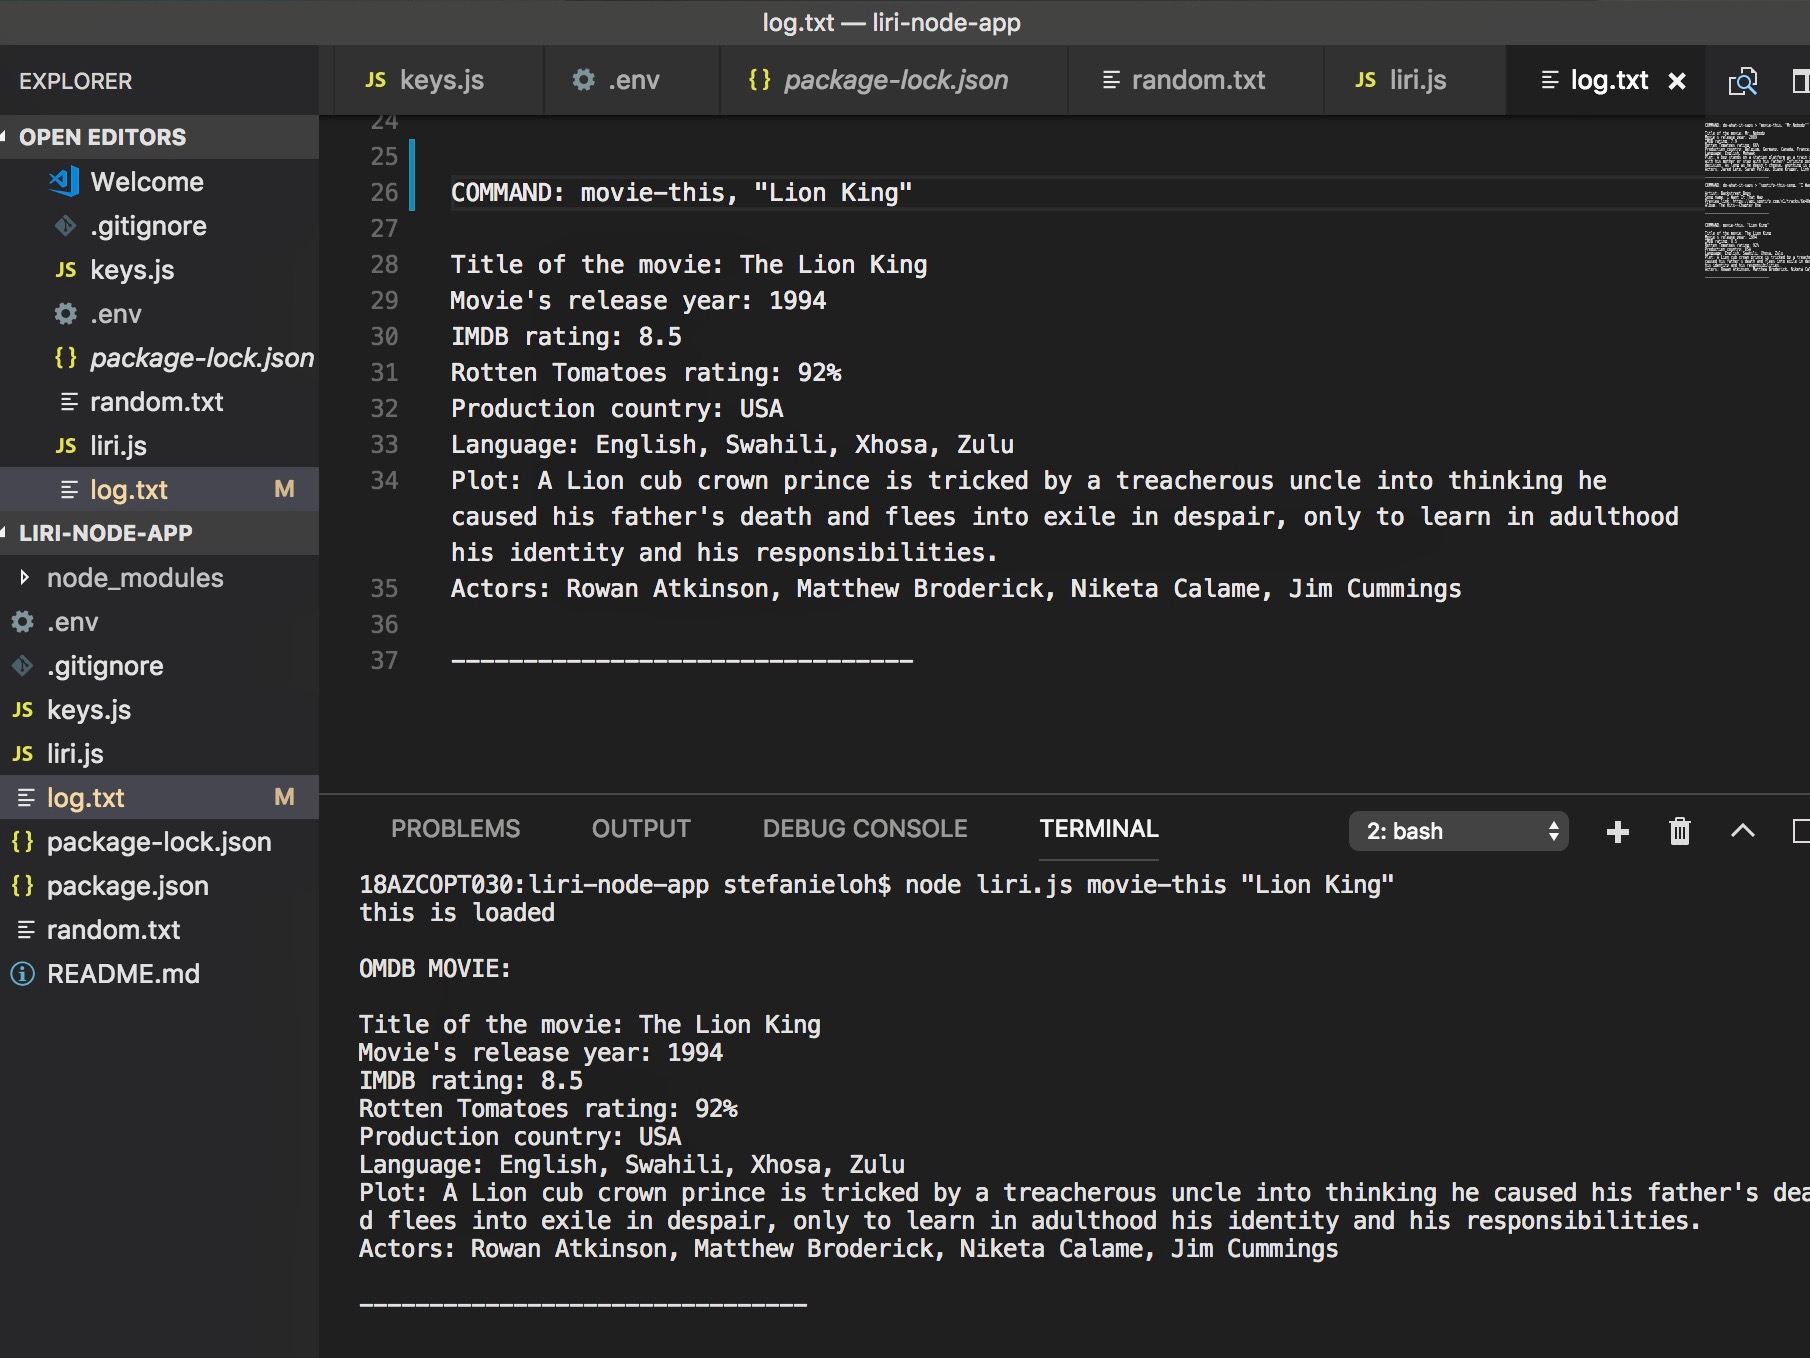 log.txt — liri-node-app
EXPLORER
JS keys.js
.env
{} package-lock.json
random.txt
JS liri.js
log.txt
OPEN EDITORS
Welcome
.gitignore
JS keys.js
.env
{} package-lock.json
random.txt
JS liri.js
log.txt M
LIRI-NODE-APP
node_modules
.env
.gitignore
JS keys.js
JS liri.js
log.txt M
{} package-lock.json
{} package.json
random.txt
README.md
24
25
26 COMMAND: movie-this, "Lion King"
27
28 Title of the movie: The Lion King
29 Movie's release year: 1994
30 IMDB rating: 8.5
31 Rotten Tomatoes rating: 92%
32 Production country: USA
33 Language: English, Swahili, Xhosa, Zulu
34 Plot: A Lion cub crown prince is tricked by a treacherous uncle into thinking he
caused his father's death and flees into exile in despair, only to learn in adulthood
his identity and his responsibilities.
35 Actors: Rowan Atkinson, Matthew Broderick, Niketa Calame, Jim Cummings
36
37 --------------------------------
PROBLEMS OUTPUT DEBUG CONSOLE TERMINAL 2: bash
18AZCOPT030:liri-node-app stefanieloh$ node liri.js movie-this "Lion King"
this is loaded
OMDB MOVIE:
Title of the movie: The Lion King
Movie's release year: 1994
IMDB rating: 8.5
Rotten Tomatoes rating: 92%
Production country: USA
Language: English, Swahili, Xhosa, Zulu
Plot: A Lion cub crown prince is tricked by a treacherous uncle into thinking he caused his father's dea
d flees into exile in despair, only to learn in adulthood his identity and his responsibilities.
Actors: Rowan Atkinson, Matthew Broderick, Niketa Calame, Jim Cummings
--------------------------------